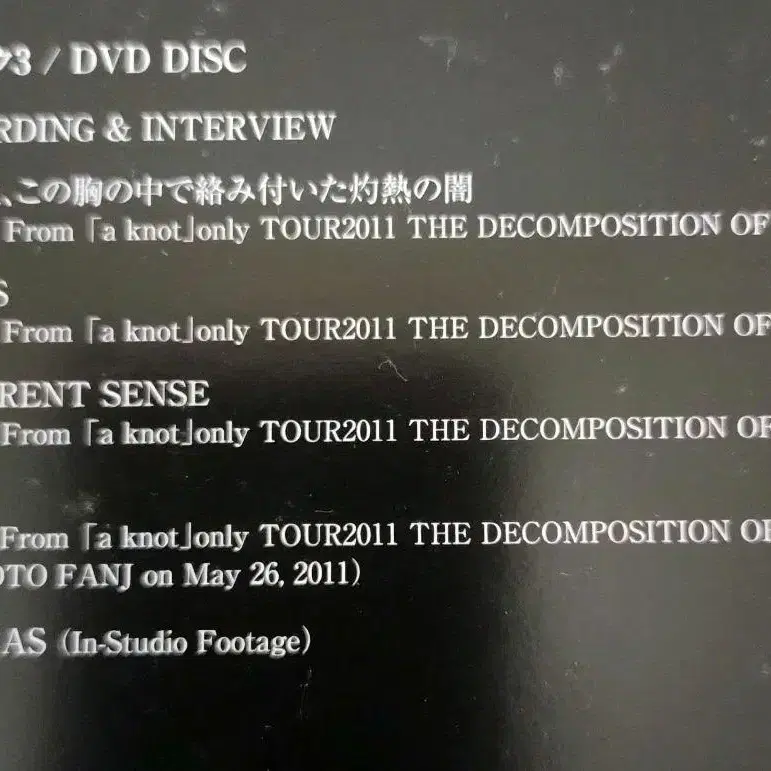 3 / DVD DISC
RDING & INTERVIEW
、この胸の中で絡み付いた灼熱の闇
From「a knot」only TOUR2011 THE DECOMPOSITION OF
S
From「a knot」only TOUR2011 THE DECOMPOSITION OF
RENT SENSE
From「a knot」only TOUR2011 THE DECOMPOSITION OF
From「a knot」only TOUR2011 THE DECOMPOSITION OF
OTO FANJ on May 26, 2011)
AS (In-Studio Footage)